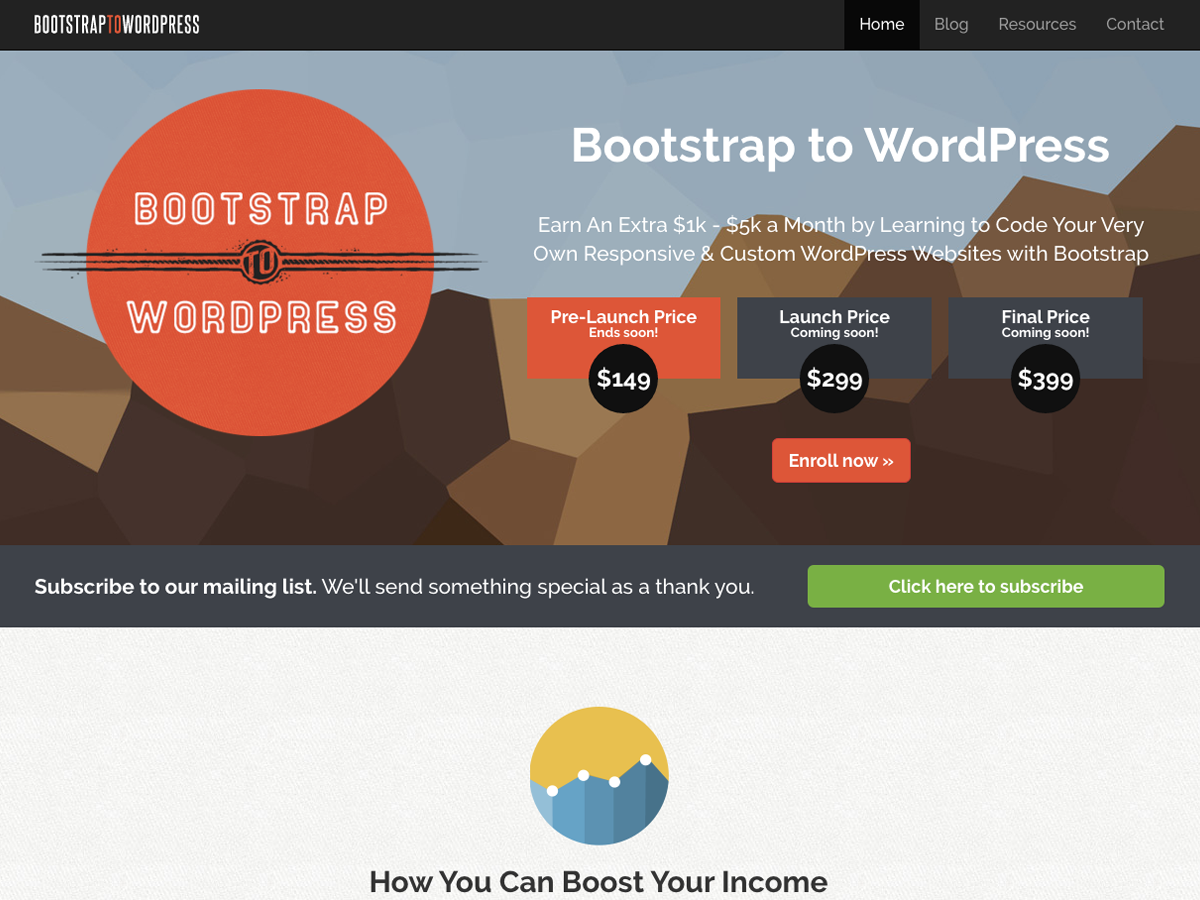 BOOTSTRAPTOWORDPRESS
Home
Blog
Resources
Contact
BOOTSTRAP
TO
WORDPRESS
Bootstrap to WordPress
Earn An Extra $1k - $5k a Month by Learning to Code Your Very
Own Responsive & Custom WordPress Websites with Bootstrap
Pre-Launch Price
Ends soon!
$149
Launch Price
Coming soon!
$299
Final Price
Coming soon!
$399
Enroll now »
Subscribe to our mailing list. We'll send something special as a thank you.
Click here to subscribe
How You Can Boost Your Income